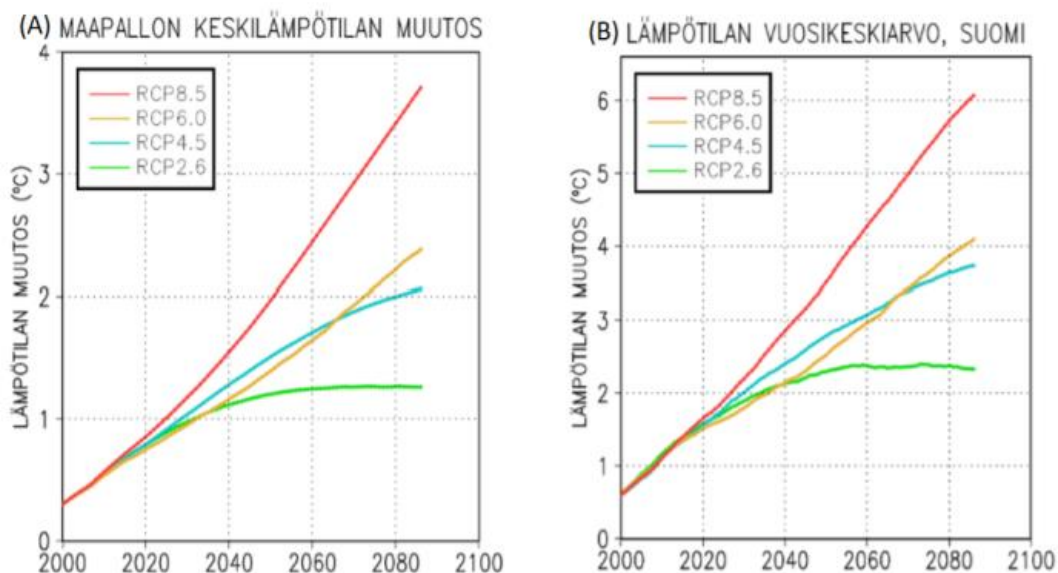 (A) MAAPALLON KESKILÄMPÖTILAN MUUTOS
4
3
2
1
0
LÄMPÖTILAN MUUTOS (°C)
RCP8.5
RCP6.0
RCP4.5
RCP2.6
2000 2020 2040 2060 2080 2100
(B) LÄMPÖTILAN VUOSIKESKIARVO, SUOMI
6
5
4
3
2
1
0
LÄMPÖTILAN MUUTOS (°C)
RCP8.5
RCP6.0
RCP4.5
RCP2.6
2000 2020 2040 2060 2080 2100